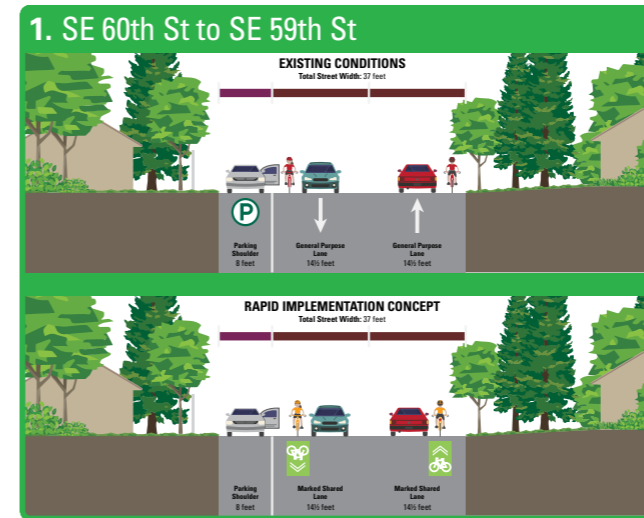 1. SE 60th St to SE 59th St
EXISTING CONDITIONS
Total Street Width: 37 feet
P
Parking Shoulder 8 feet
General Purpose Lane 14½ feet
General Purpose Lane 14½ feet
RAPID IMPLEMENTATION CONCEPT
Total Street Width: 37 feet
Parking Shoulder 8 feet
Marked Shared Lane 14½ feet
Marked Shared Lane 14½ feet